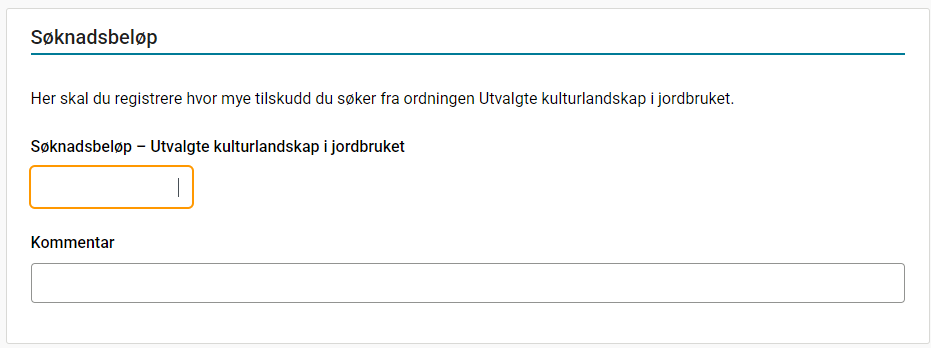 Søknadsbeløp
Her skal du registrere hvor mye tilskudd du søker fra ordningen Utvalgte kulturlandskap i jordbruket.
Søknadsbeløp – Utvalgte kulturlandskap i jordbruket
Kommentar